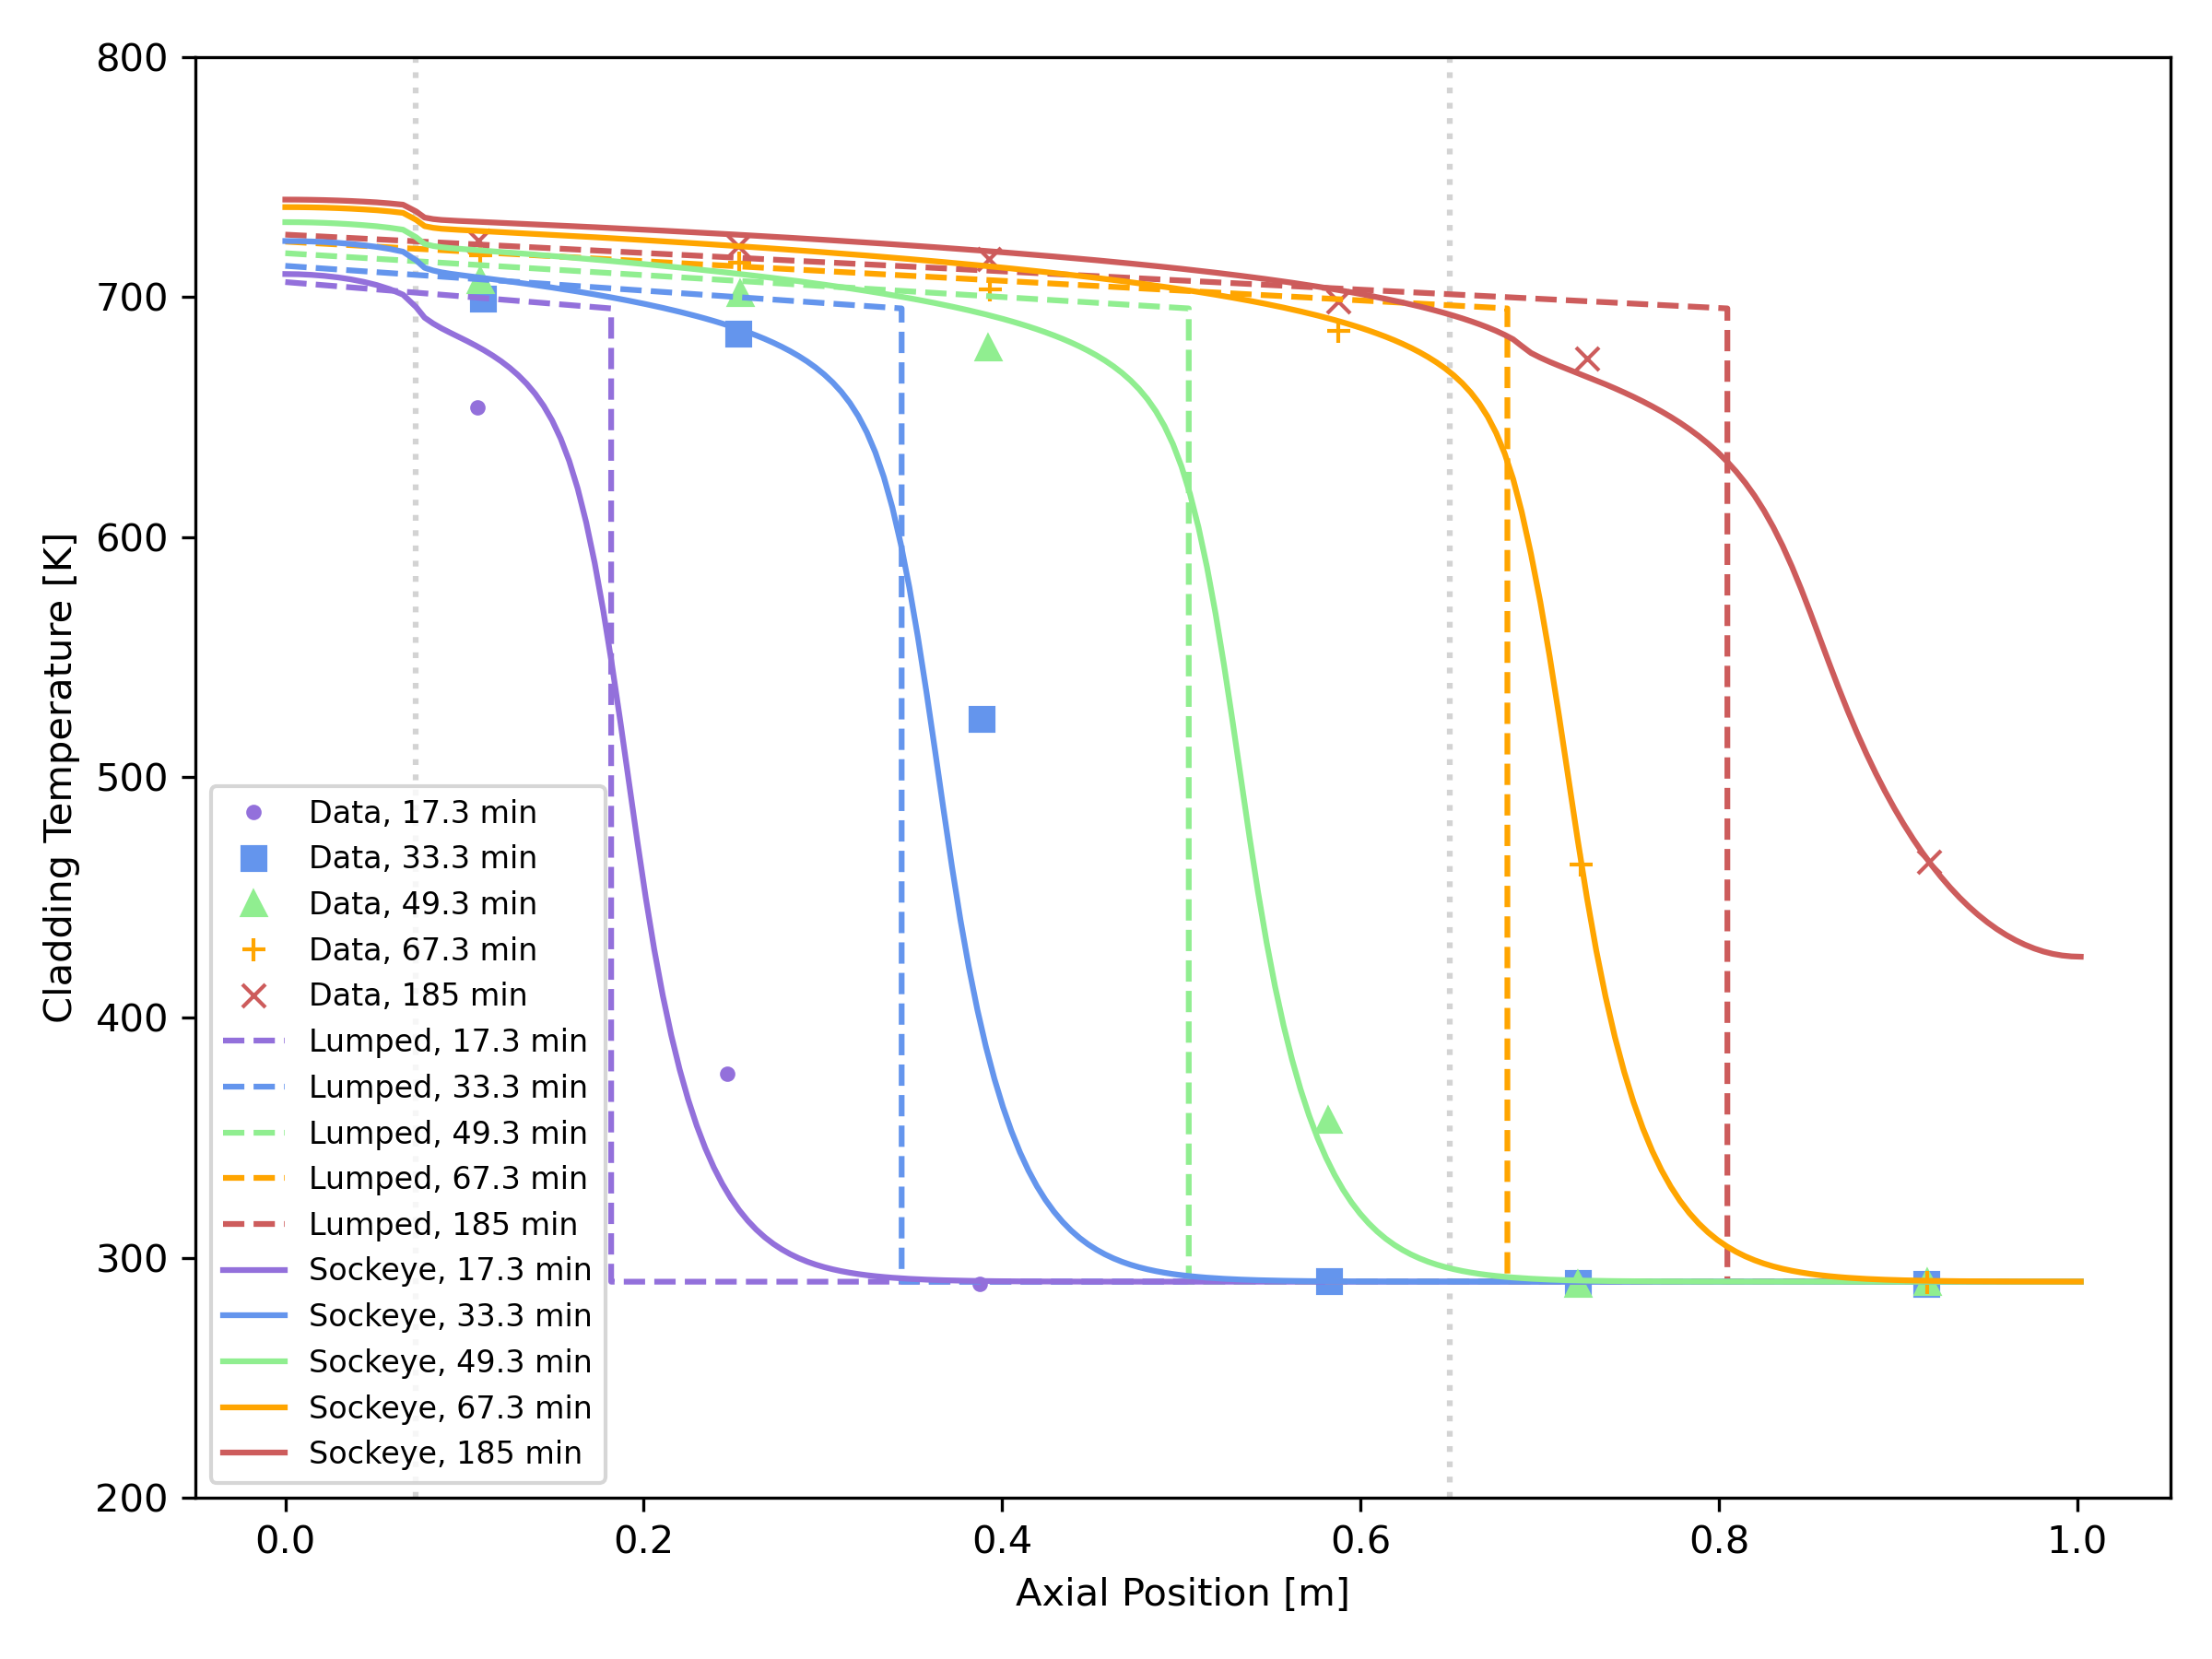 800
700
600
500
400
300
200
Cladding Temperature [K]
Data, 17.3 min
Data, 33.3 min
Data, 49.3 min
Data, 67.3 min
Data, 185 min
Lumped, 17.3 min
Lumped, 33.3 min
Lumped, 49.3 min
Lumped, 67.3 min
Lumped, 185 min
Sockeye, 17.3 min
Sockeye, 33.3 min
Sockeye, 49.3 min
Sockeye, 67.3 min
Sockeye, 185 min
0.0 0.2 0.4 0.6 0.8 1.0
Axial Position [m]